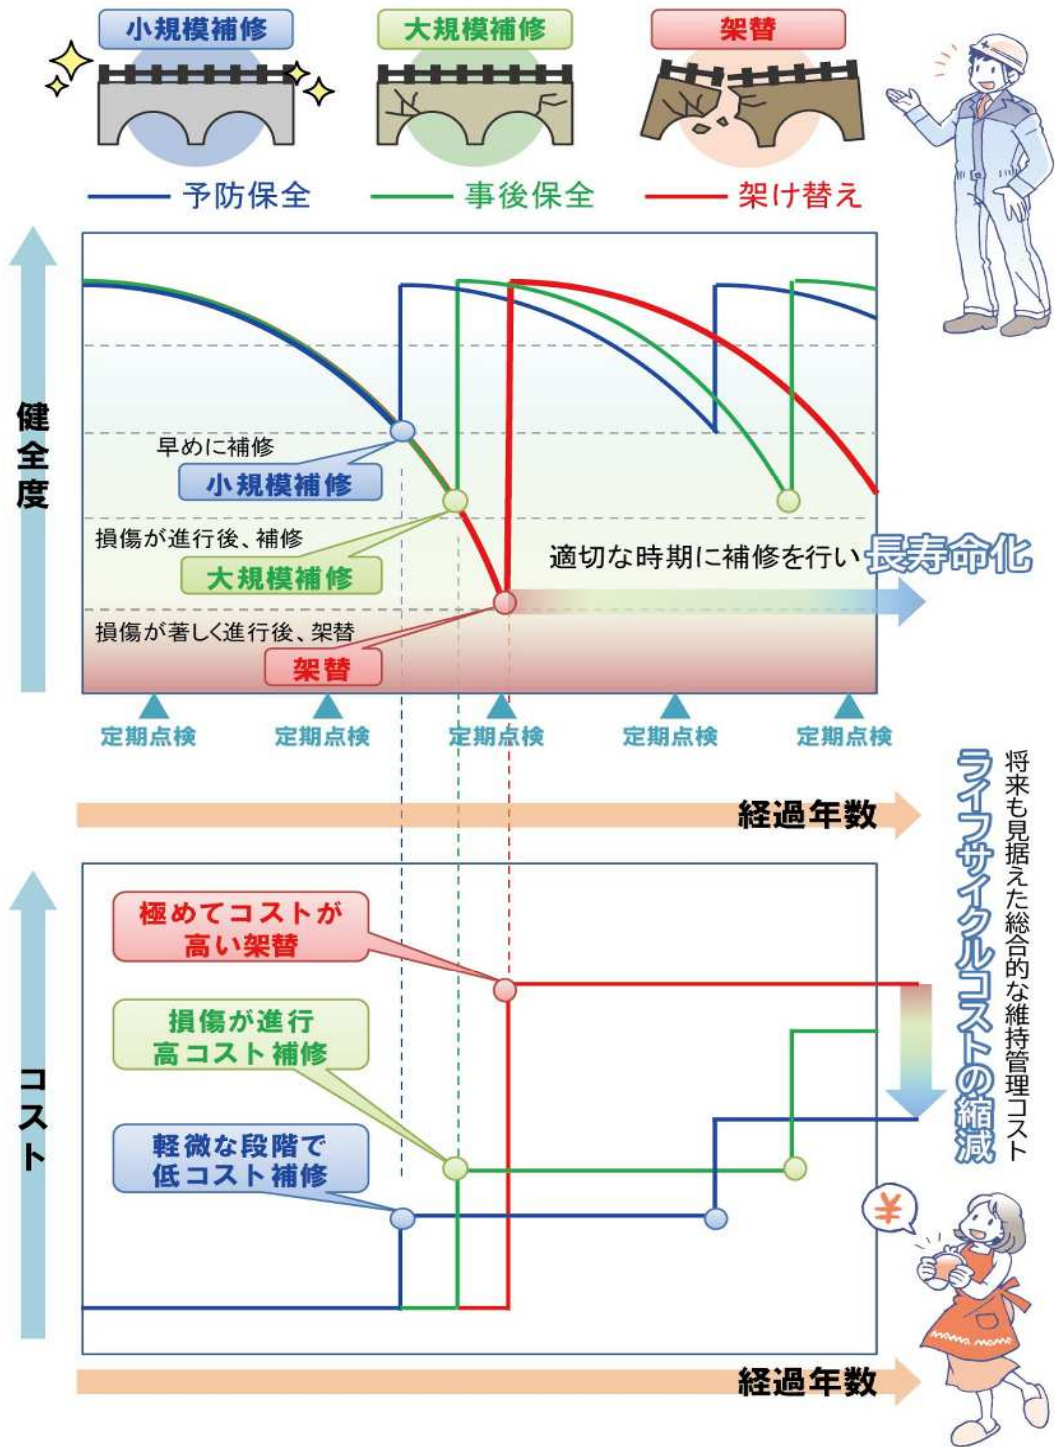 小規模補修
大規模補修
架替
予防保全
事後保全
架け替え
健全度
早めに補修
小規模補修
損傷が進行後、補修
大規模補修
適切な時期に補修を行い 長寿命化
損傷が著しく進行後、架替
架替
定期点検
定期点検
定期点検
定期点検
定期点検
経過年数
将来も見据えた総合的な維持管理コスト
ライフサイクルコストの縮減
コスト
極めてコストが
高い架替
損傷が進行
高コスト補修
軽微な段階で
低コスト補修
¥
経過年数